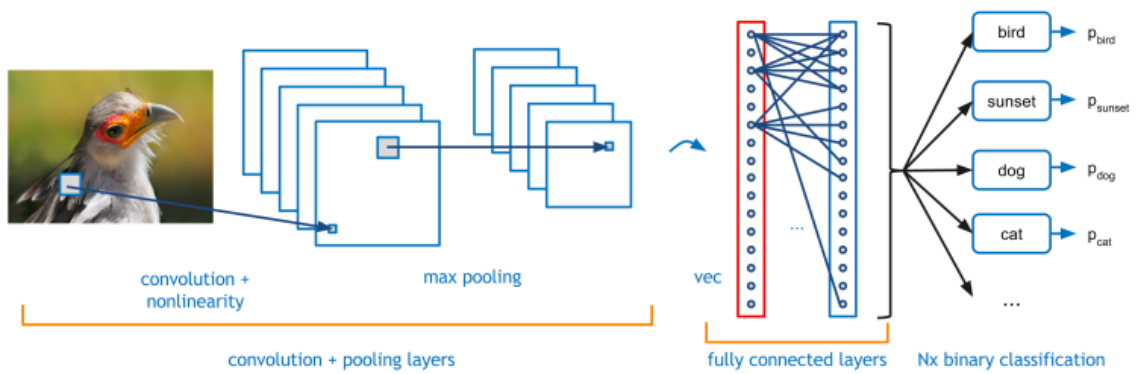 bird
p_bird
sunset
p_sunset
dog
p_dog
cat
p_cat
...
...
convolution +
nonlinearity
max pooling
vec
convolution + pooling layers
fully connected layers
Nx binary classification